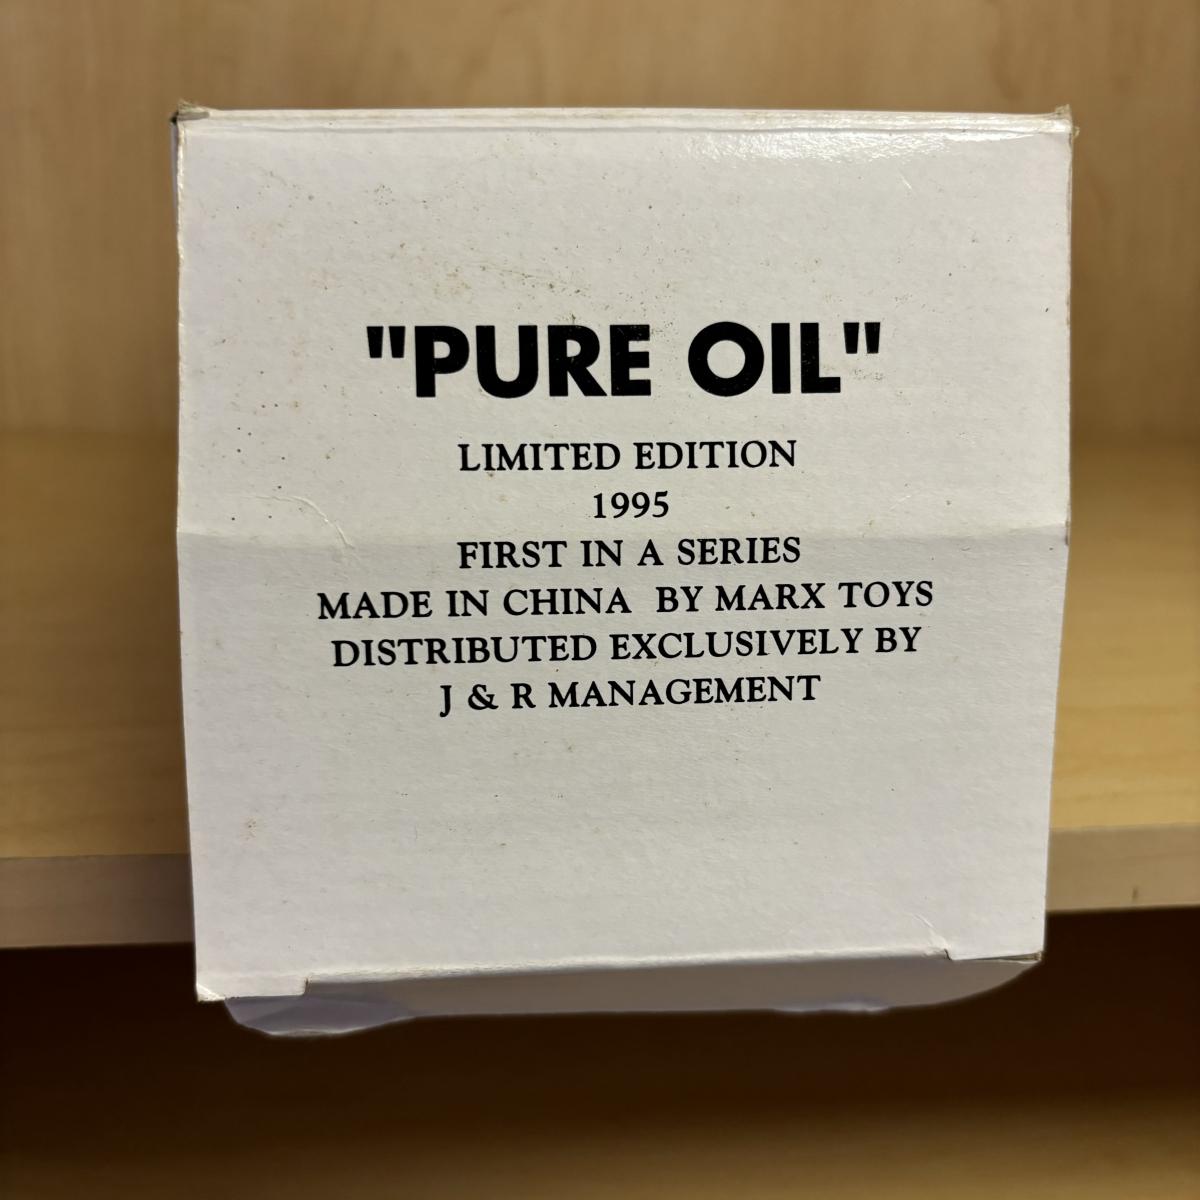 "PURE OIL"
LIMITED EDITION
1995
FIRST IN A SERIES
MADE IN CHINA  BY MARX TOYS
DISTRIBUTED EXCLUSIVELY BY
J & R MANAGEMENT